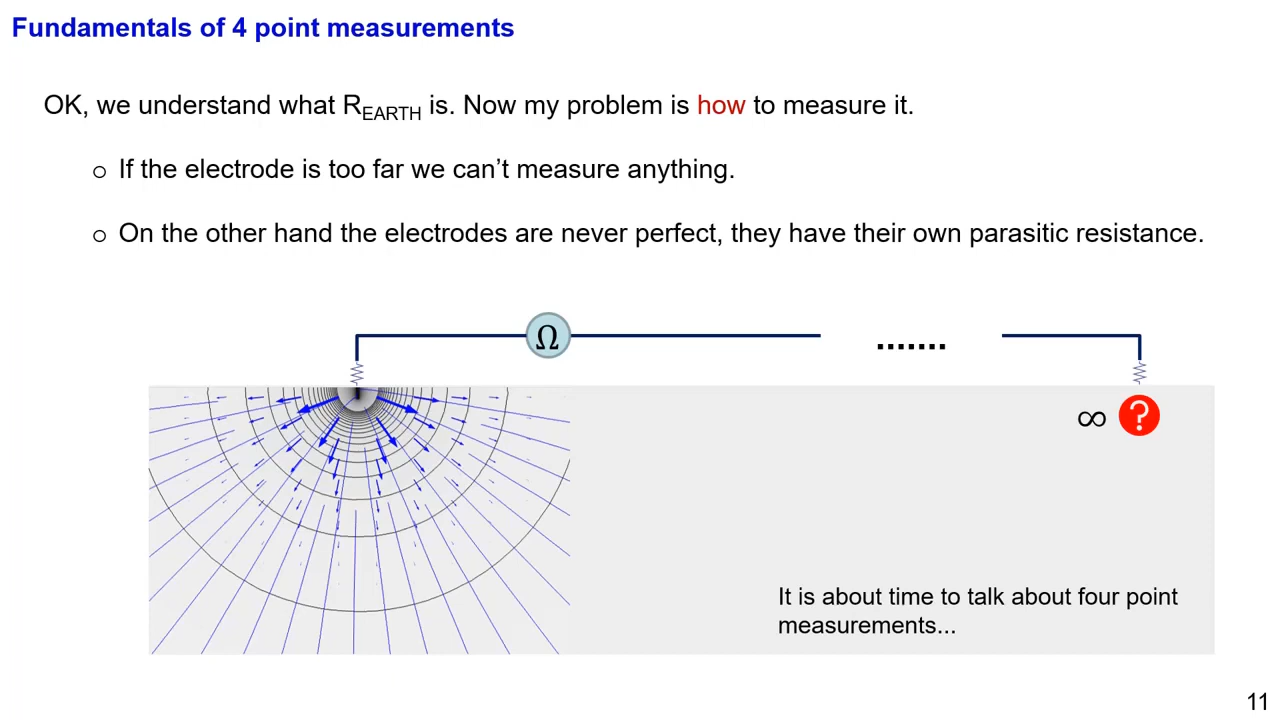 Fundamentals of 4 point measurements
OK, we understand what REARTH is. Now my problem is how to measure it.
o If the electrode is too far we can’t measure anything.
o On the other hand the electrodes are never perfect, they have their own parasitic resistance.
Ω
.......
∞ ?
It is about time to talk about four point
measurements...
11